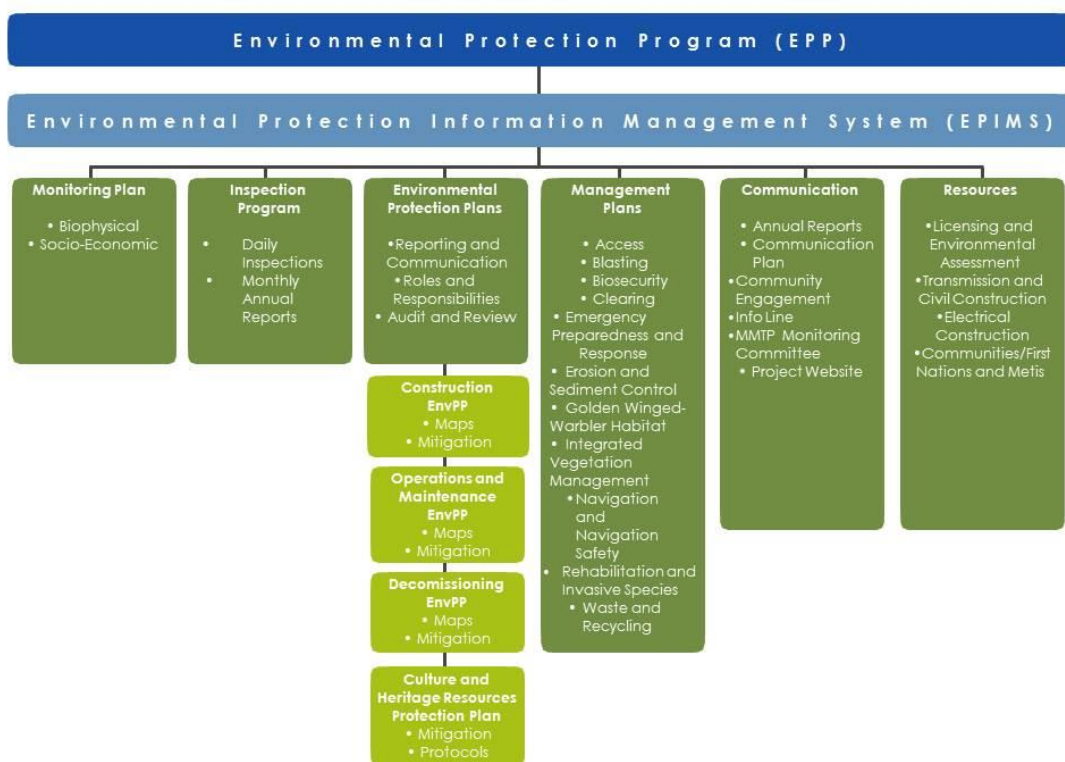 Environmental Protection Program (EPP)
Environmental Protection Information Management System (EPIMS)
Monitoring Plan
• Biophysical
• Socio-Economic
Inspection
Program
• Daily
Inspections
• Monthly
Annual
Reports
Environmental
Protection Plans
•Reporting and
Communication
•Roles and
Responsibilities
• Audit and Review
Construction
EnvPP
• Maps
• Mitigation
Operations and
Maintenance
EnvPP
• Maps
• Mitigation
Decomissioning
EnvPP
• Maps
• Mitigation
Culture and
Heritage Resources
Protection Plan
• Mitigation
• Protocols
Management
Plans
• Access
• Blasting
• Biosecurity
• Clearing
• Emergency
Preparedness and
Response
• Erosion and
Sediment Control
• Golden Winged-
Warbler Habitat
• Integrated
Vegetation
Management
•Navigation
and
Navigation
Safety
• Rehabilitation and
Invasive Species
• Waste and
Recycling
Communication
• Annual Reports
• Communication
Plan
•Community
Engagement
•Info Line
•MMTP Monitoring
Committee
• Project Website
Resources
•Licensing and
Environmental
Assessment
•Transmission and
Civil Construction
•Electrical
Construction
•Communities/First
Nations and Metis